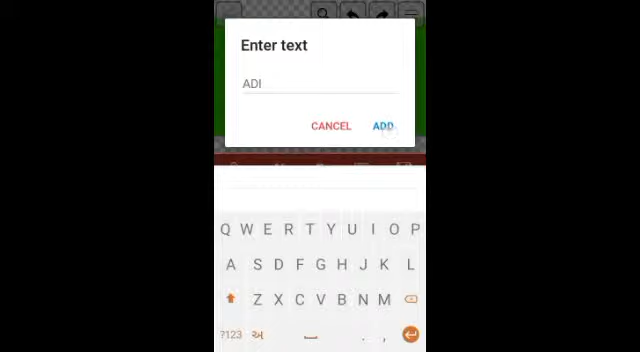 Enter text
ADI
CANCEL ADD
Q W E R T Y U I O P
A S D F G H J K L
Z X C V B N M
?123 અ . ,